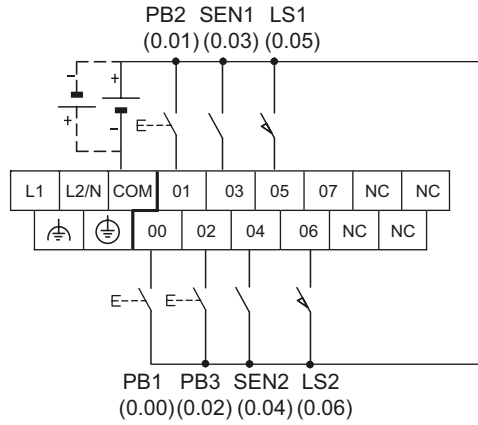 PB2 SEN1 LS1
(0.01) (0.03) (0.05)
- +
+ -
E
L1 L2/N COM 01 03 05 07 NC NC
00 02 04 06 NC NC
E E
PB1 PB3 SEN2 LS2
(0.00) (0.02) (0.04) (0.06)